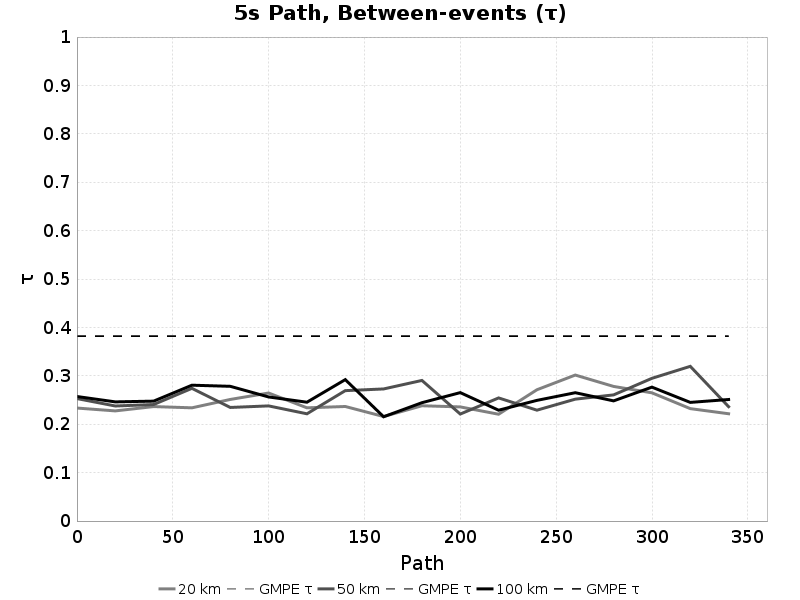 5s Path, Between-events (τ)
1
0.9
0.8
0.7
0.6
0.5
0.4
0.3
0.2
0.1
0
τ
0 50 100 150 200 250 300 350
Path
20 km GMPE τ 50 km GMPE τ 100 km GMPE τ